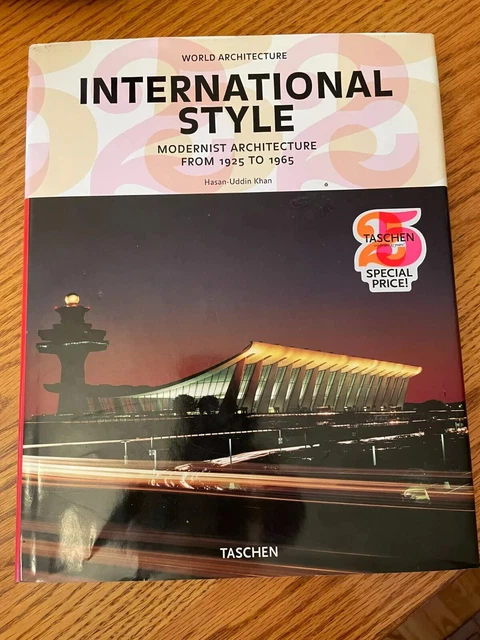 WORLD ARCHITECTURE
INTERNATIONAL
STYLE
MODERNIST ARCHITECTURE
FROM 1925 TO 1965
Hasan-Uddin Khan
25
TASCHEN
SPECIAL
PRICE!
TASCHEN